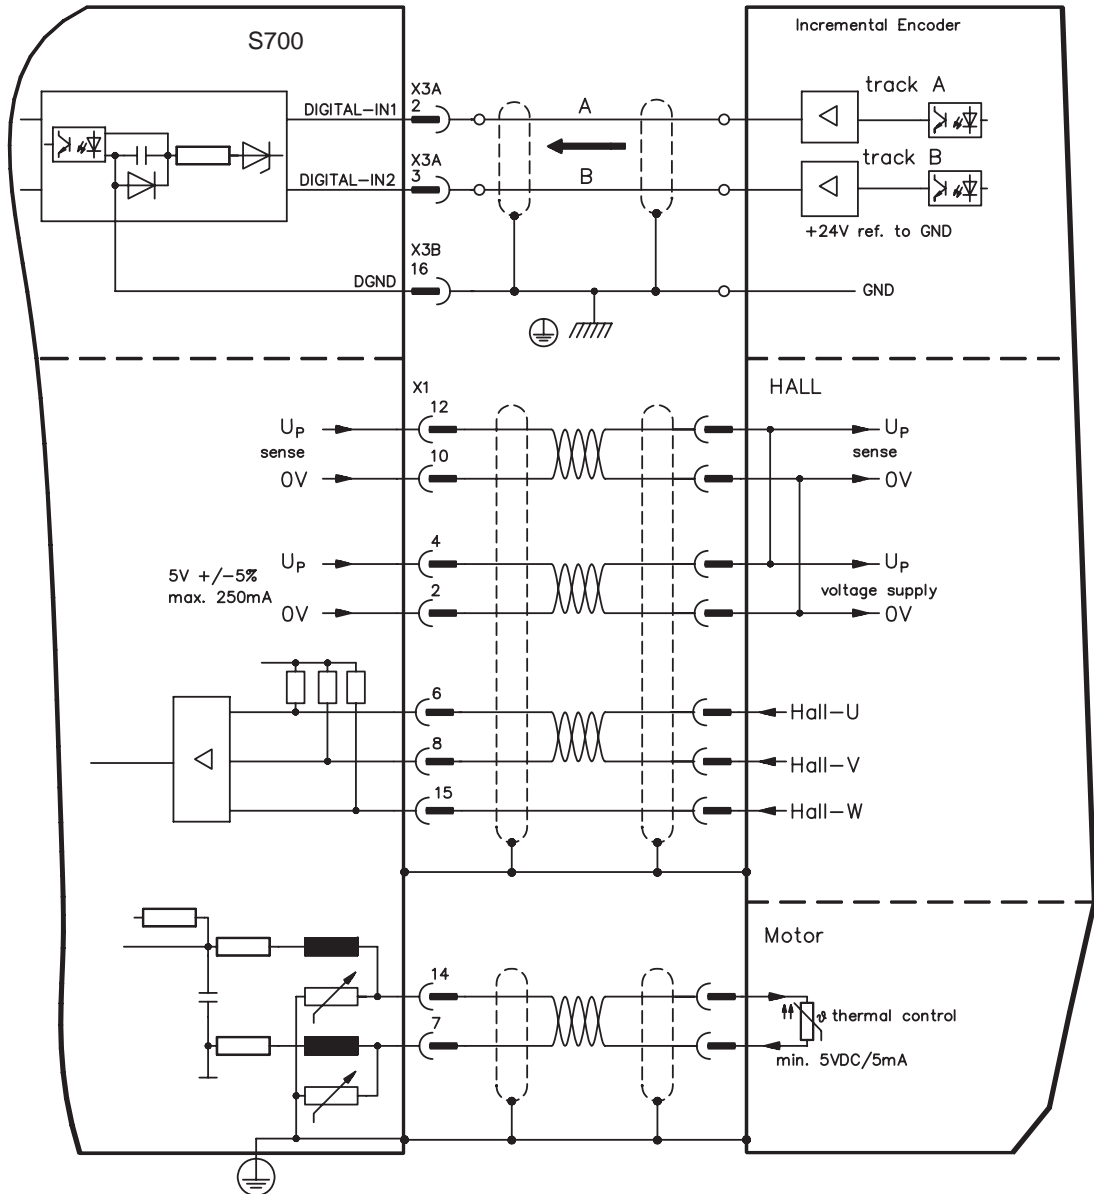 S700
Incremental Encoder
X3A
2
DIGITAL-IN1
A
track A
X3A
3
DIGITAL-IN2
B
track B
+24V ref. to GND
X3B
16
DGND
GND
X1
HALL
12
UP
UP
sense
sense
10
0V
0V
4
UP
UP
5V +/-5%
max. 250mA
voltage supply
2
0V
0V
6
Hall-U
8
Hall-V
15
Hall-W
Motor
14
ϑ thermal control
7
min. 5VDC/5mA